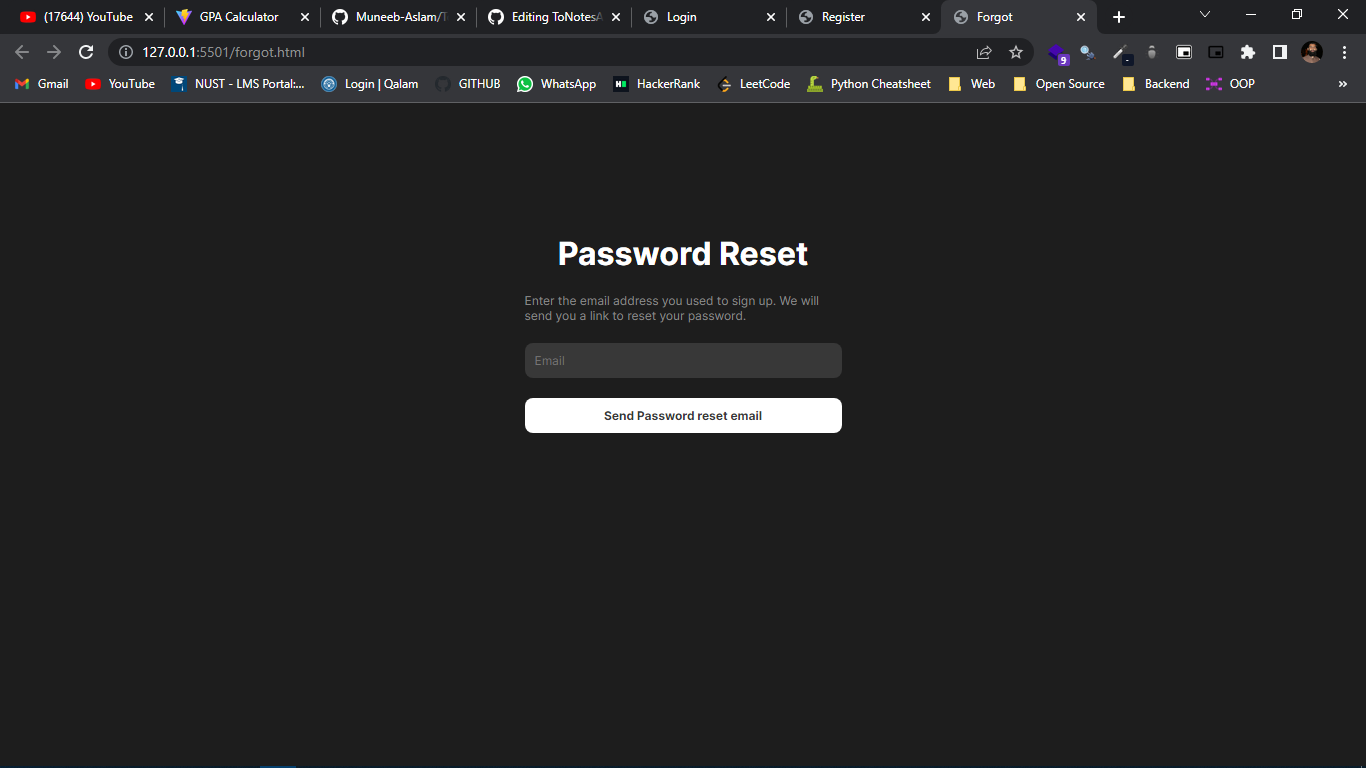 (17644) YouTube
GPA Calculator
Muneeb-Aslam/T
Editing ToNotesA
Login
Register
Forgot
127.0.0.1:5501/forgot.html
9
Gmail
YouTube
NUST - LMS Portal:...
Login | Qalam
GITHUB
WhatsApp
HackerRank
LeetCode
Python Cheatsheet
Web
Open Source
Backend
OOP
»
Password Reset
Enter the email address you used to sign up. We will
send you a link to reset your password.
Email
Send Password reset email